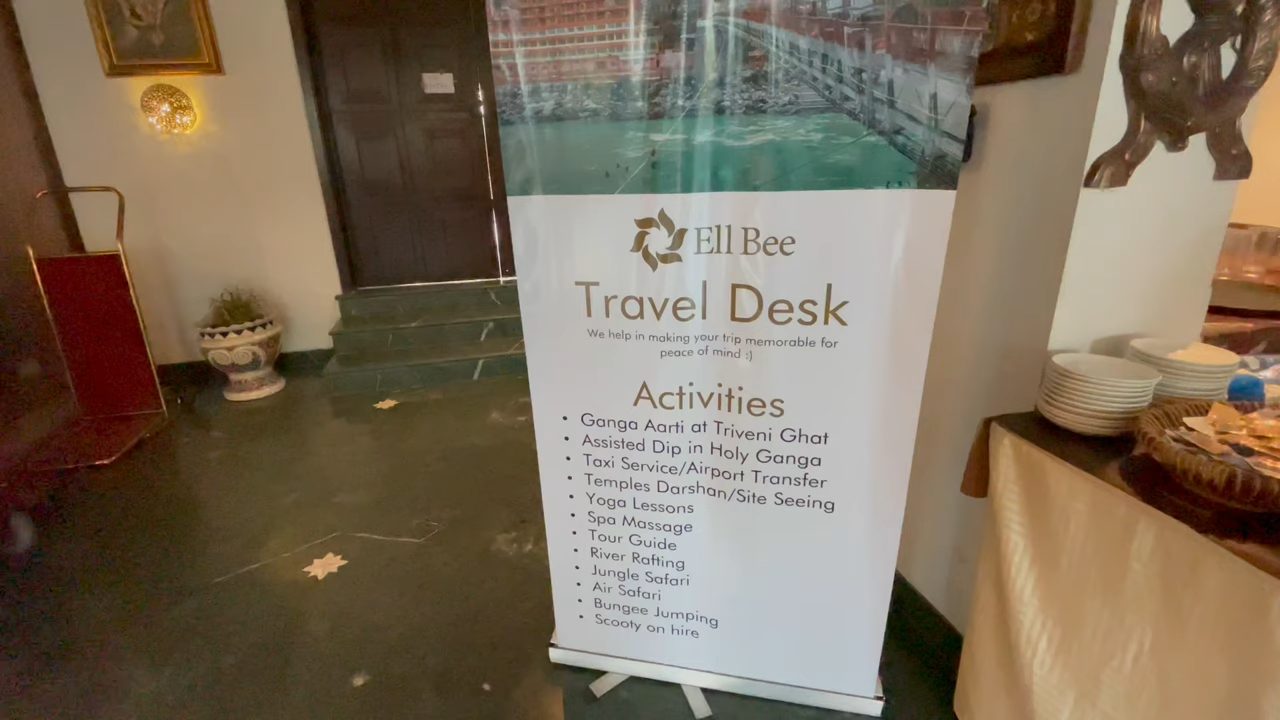 Ell Bee
Travel Desk
We help in making your trip memorable for
peace of mind :)
Activities
• Ganga Aarti at Triveni Ghat
• Assisted Dip in Holy Ganga
• Taxi Service/Airport Transfer
• Temples Darshan/Site Seeing
• Yoga Lessons
• Spa Massage
• Tour Guide
• River Rafting
• Jungle Safari
• Air Safari
• Bungee Jumping
• Scooty on hire